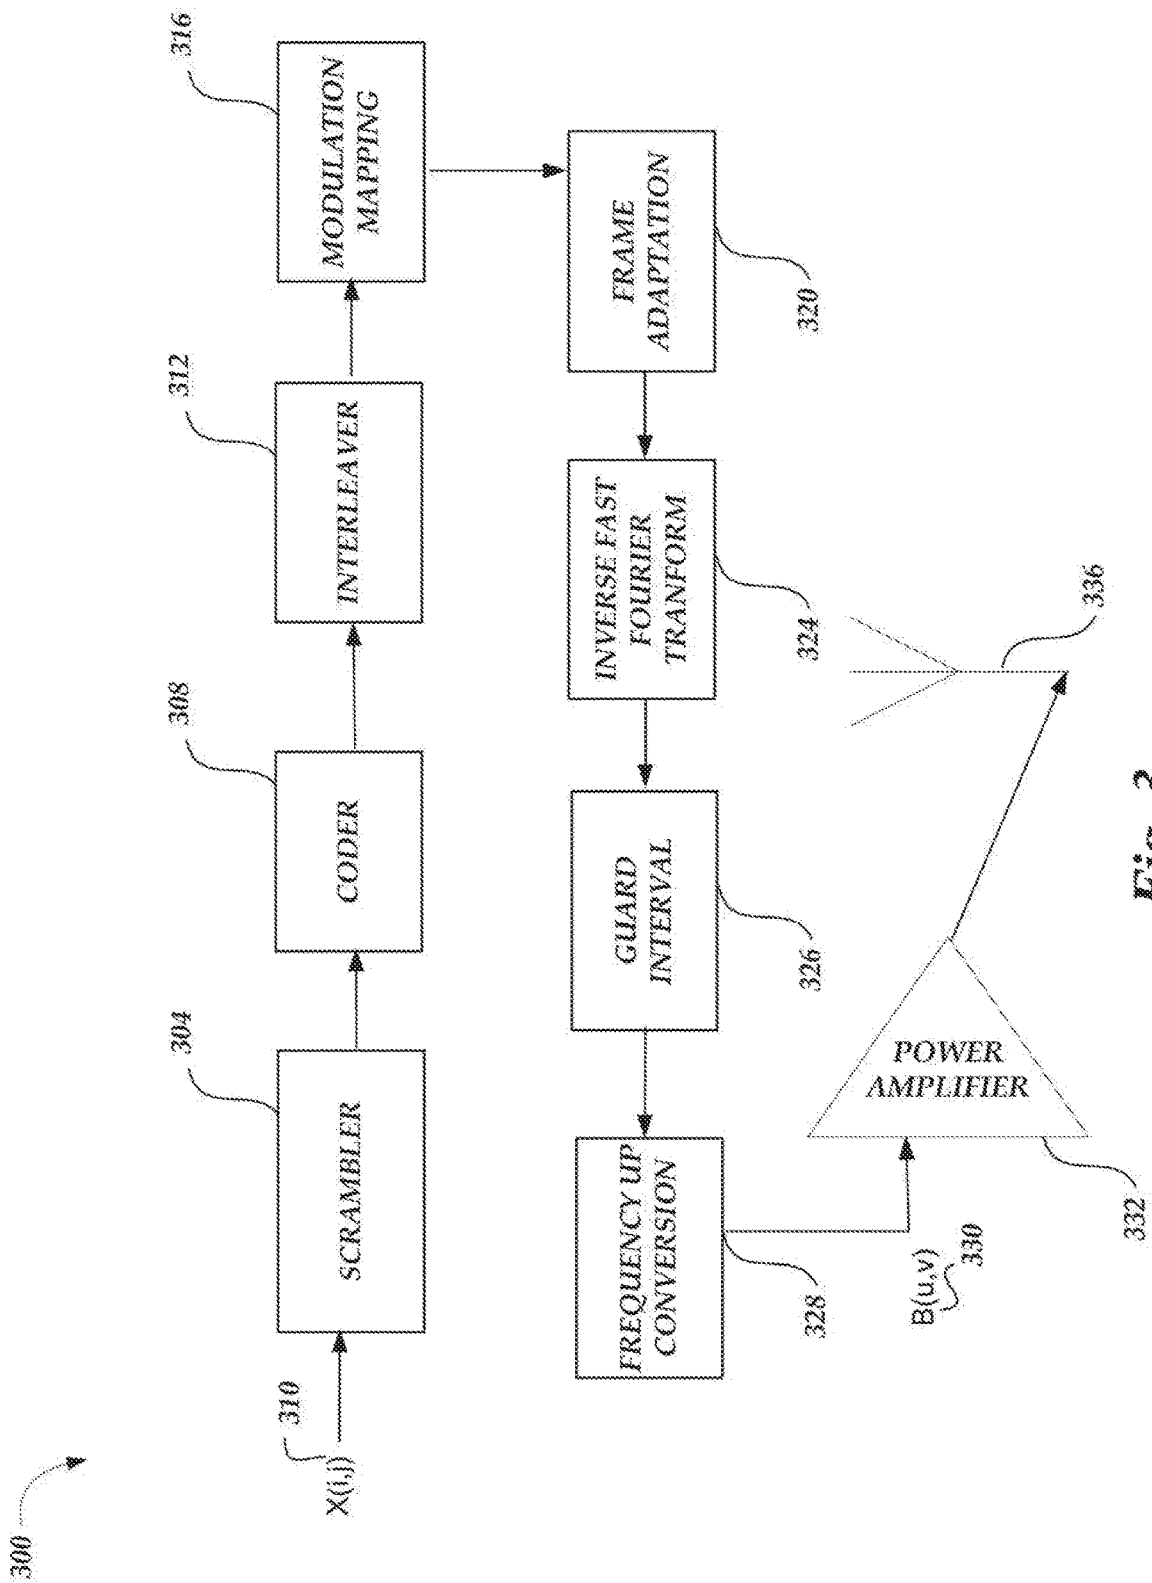 300
X(i,j)
310
SCRAMBLER
304
CODER
308
INTERLEAVER
312
MODULATION
MAPPING
316
FREQUENCY UP
CONVERSION
328
GUARD
INTERVAL
326
INVERSE FAST
FOURIER
TRANFORM
324
FRAME
ADAPTATION
320
B(u,v)
330
POWER
AMPLIFIER
332
336